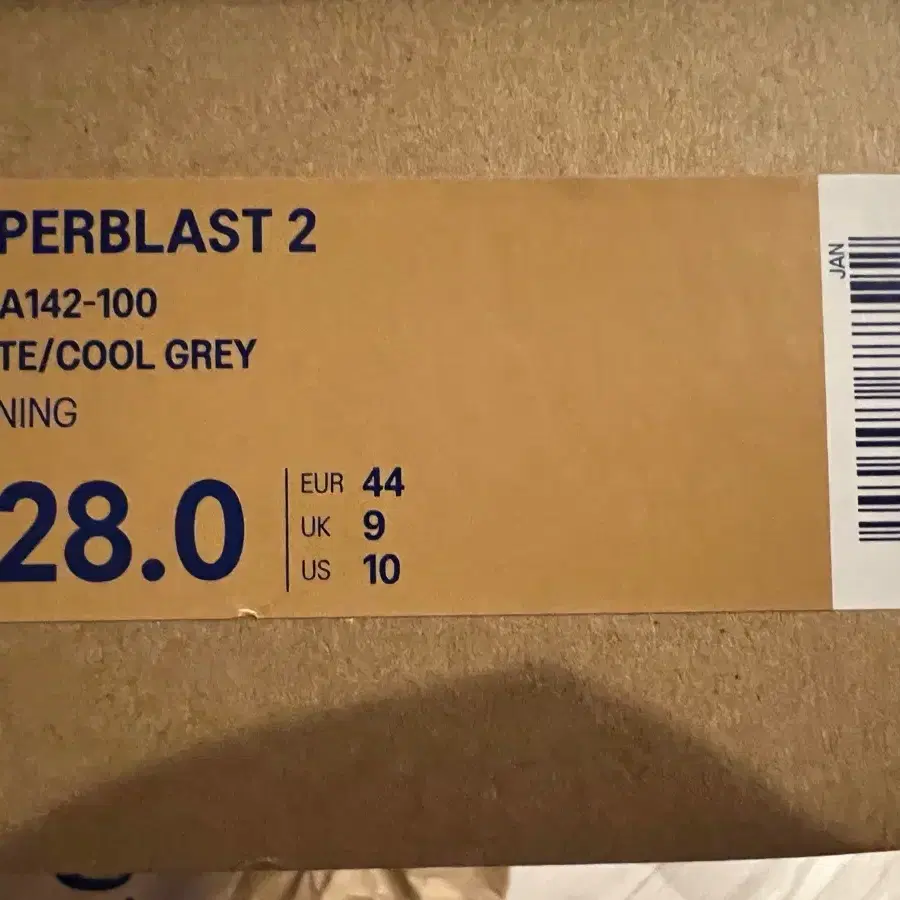 PERBLAST 2
A142-100
TE/COOL GREY
NING
28.0
EUR 44
UK 9
US 10
JAN